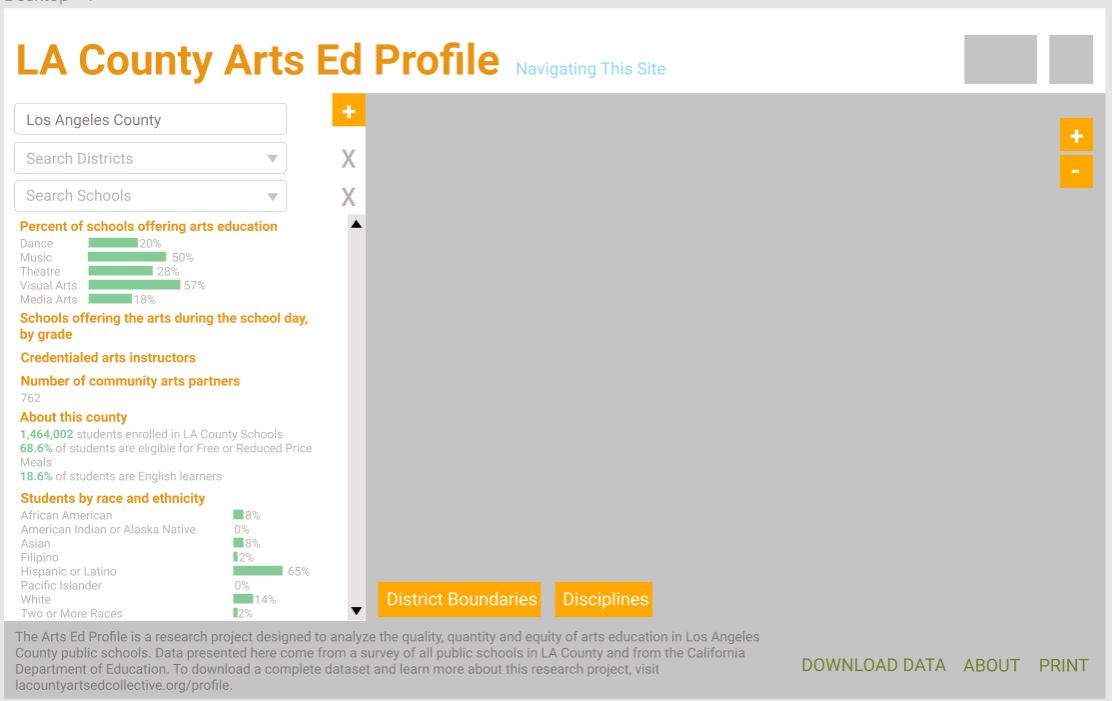 LA County Arts Ed Profile
Navigating This Site
+
Los Angeles County
Search Districts
X
Search Schools
X
+
-
Percent of schools offering arts education
Dance 20%
Music 50%
Theatre 28%
Visual Arts 57%
Media Arts 18%
Schools offering the arts during the school day,
by grade
Credentialed arts instructors
Number of community arts partners
762
About this county
1,464,002 students enrolled in LA County Schools
68.6% of students are eligible for Free or Reduced Price
Meals
18.6% of students are English learners
Students by race and ethnicity
African American 8%
American Indian or Alaska Native 0%
Asian 8%
Filipino 2%
Hispanic or Latino 65%
Pacific Islander 0%
White 14%
Two or More Races 2%
District Boundaries
Disciplines
The Arts Ed Profile is a research project designed to analyze the quality, quantity and equity of arts education in Los Angeles
County public schools. Data presented here come from a survey of all public schools in LA County and from the California
Department of Education. To download a complete dataset and learn more about this research project, visit
lacountyartsedcollective.org/profile.
DOWNLOAD DATA
ABOUT
PRINT